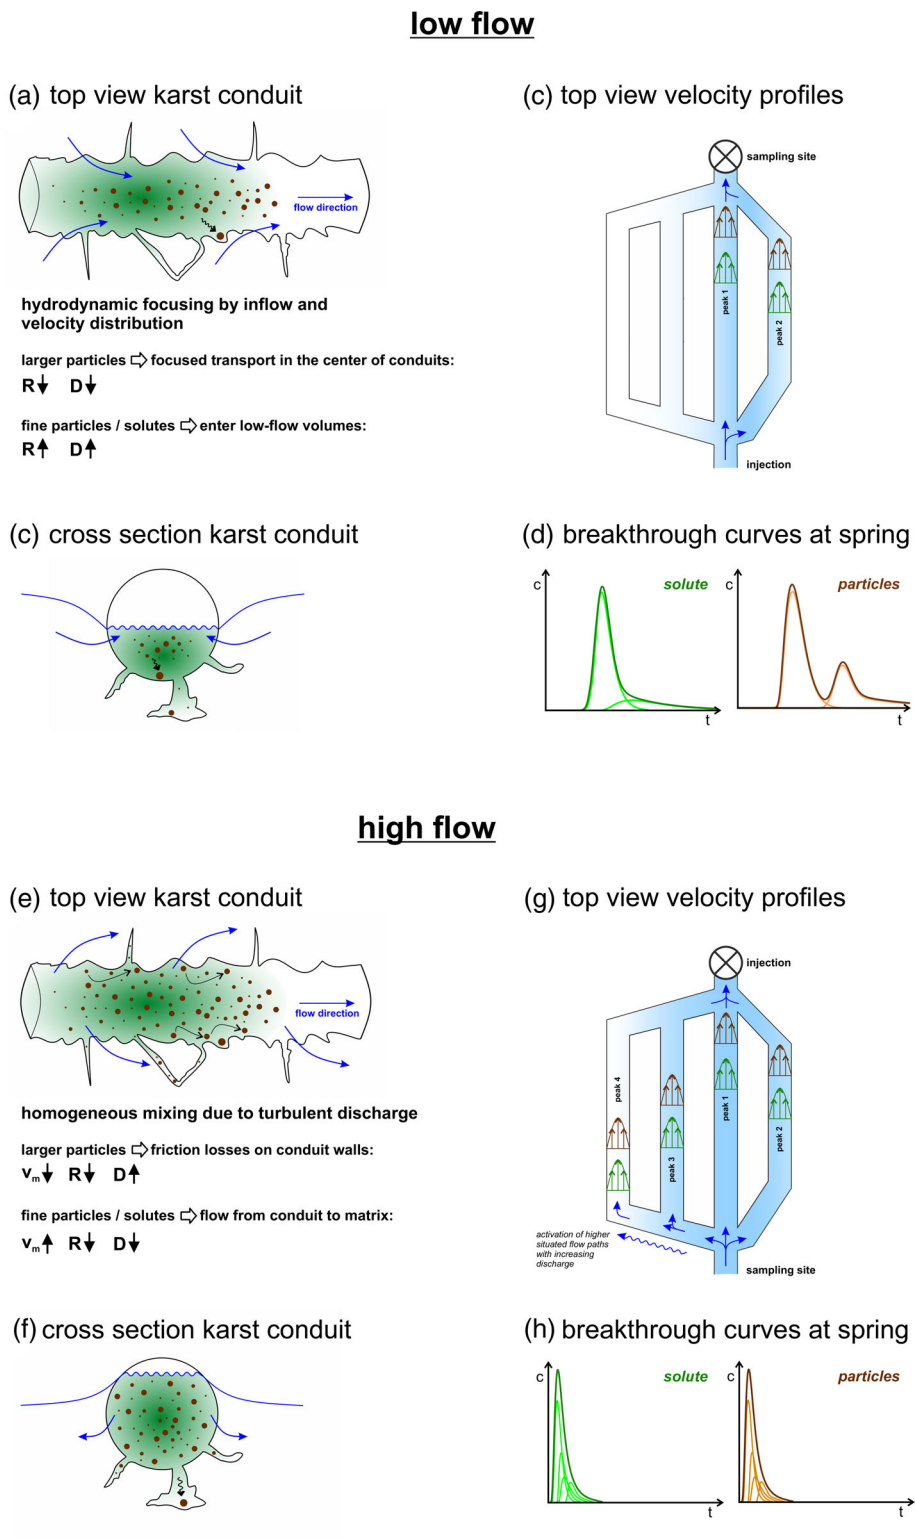 low flow
(a) top view karst conduit
flow direction
hydrodynamic focusing by inflow and
velocity distribution
larger particles ⇨ focused transport in the center of conduits:
R↓ D↓
fine particles / solutes ⇨ enter low-flow volumes:
R↑ D↑
(c) top view velocity profiles
sampling site
peak 1
peak 2
injection
(c) cross section karst conduit
(d) breakthrough curves at spring
c
solute
t
particles
t
high flow
(e) top view karst conduit
flow direction
homogeneous mixing due to turbulent discharge
larger particles ⇨ friction losses on conduit walls:
vm↓ R↓ D↑
fine particles / solutes ⇨ flow from conduit to matrix:
vm↑ R↓ D↓
(g) top view velocity profiles
injection
peak 4
peak 3
peak 1
peak 2
activation of higher
situated flow paths
with increasing
discharge
sampling site
(f) cross section karst conduit
(h) breakthrough curves at spring
c
solute
t
c
particles
t